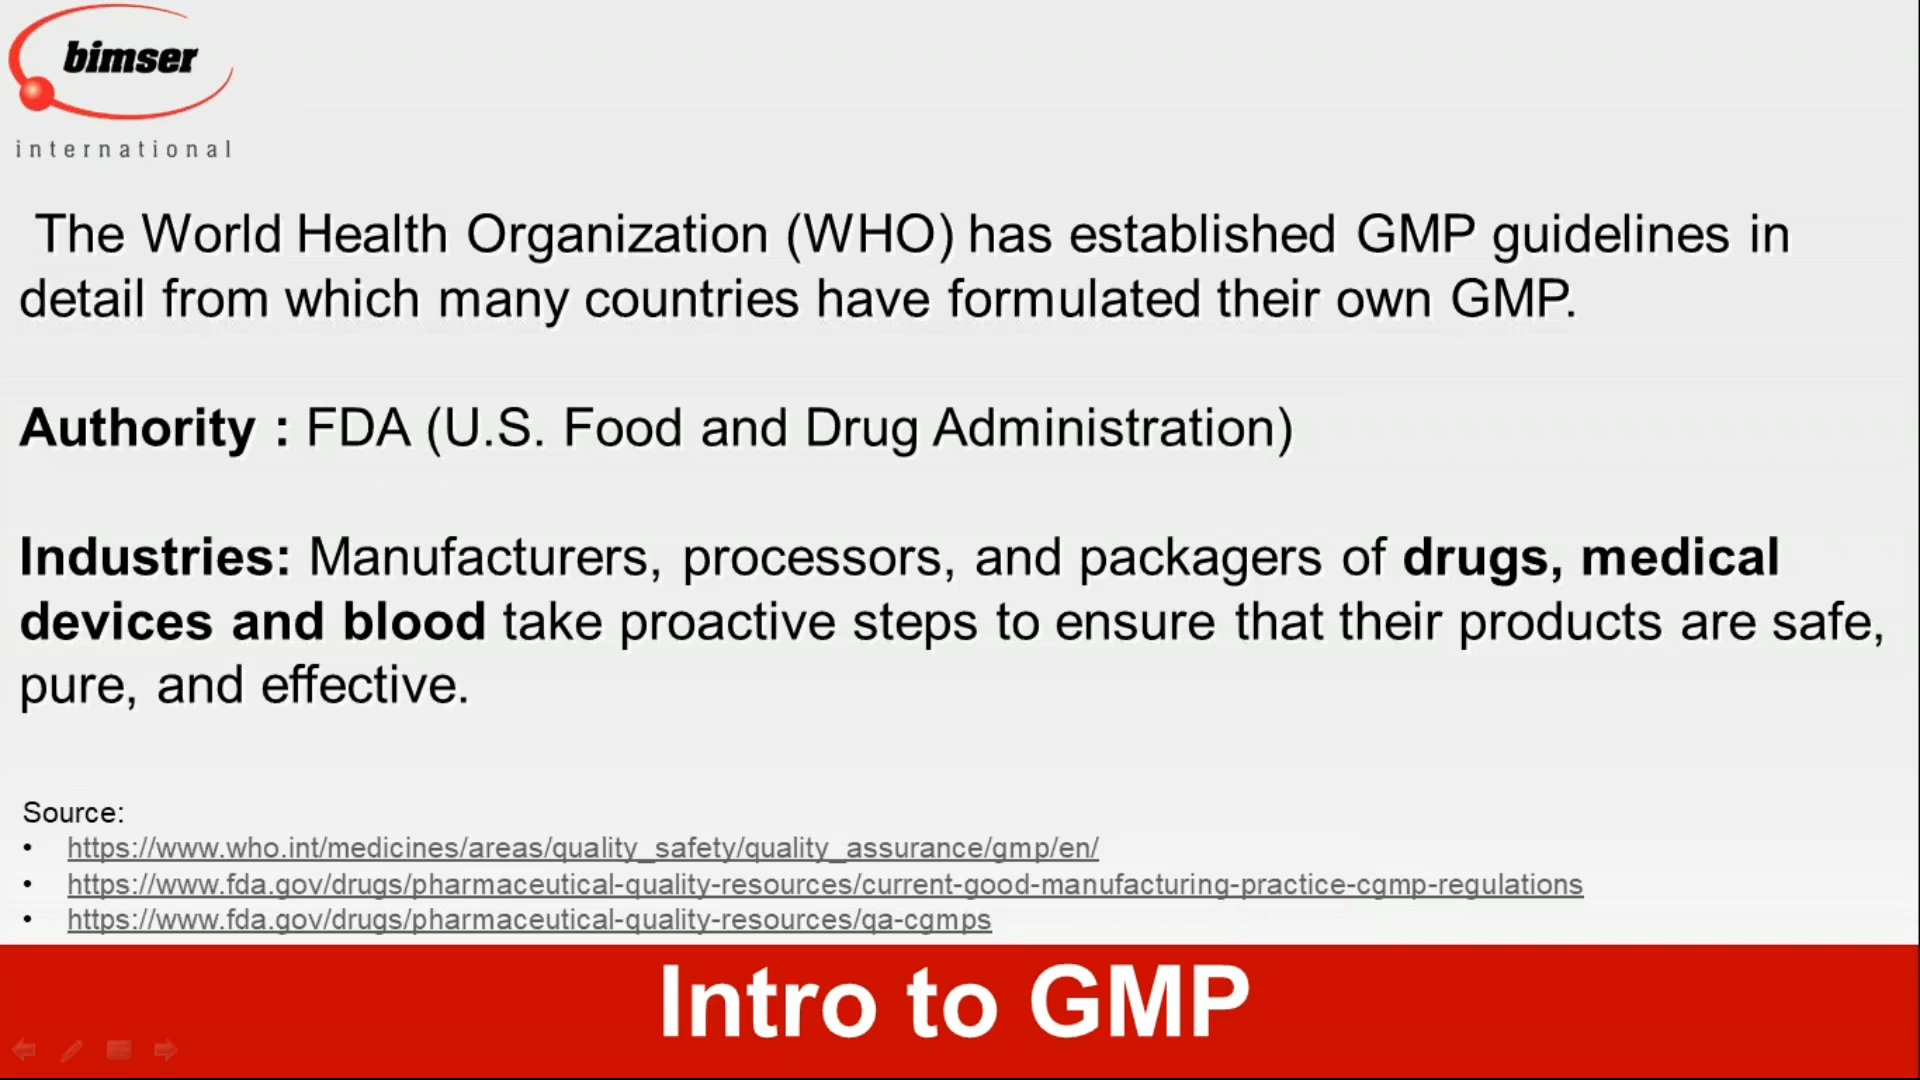 bimser
international
The World Health Organization (WHO) has established GMP guidelines in
detail from which many countries have formulated their own GMP.
Authority : FDA (U.S. Food and Drug Administration)
Industries: Manufacturers, processors, and packagers of drugs, medical
devices and blood take proactive steps to ensure that their products are safe,
pure, and effective.
Source:
• https://www.who.int/medicines/areas/quality_safety/quality_assurance/gmp/en/
• https://www.fda.gov/drugs/pharmaceutical-quality-resources/current-good-manufacturing-practice-cgmp-regulations
• https://www.fda.gov/drugs/pharmaceutical-quality-resources/qa-cgmps
Intro to GMP